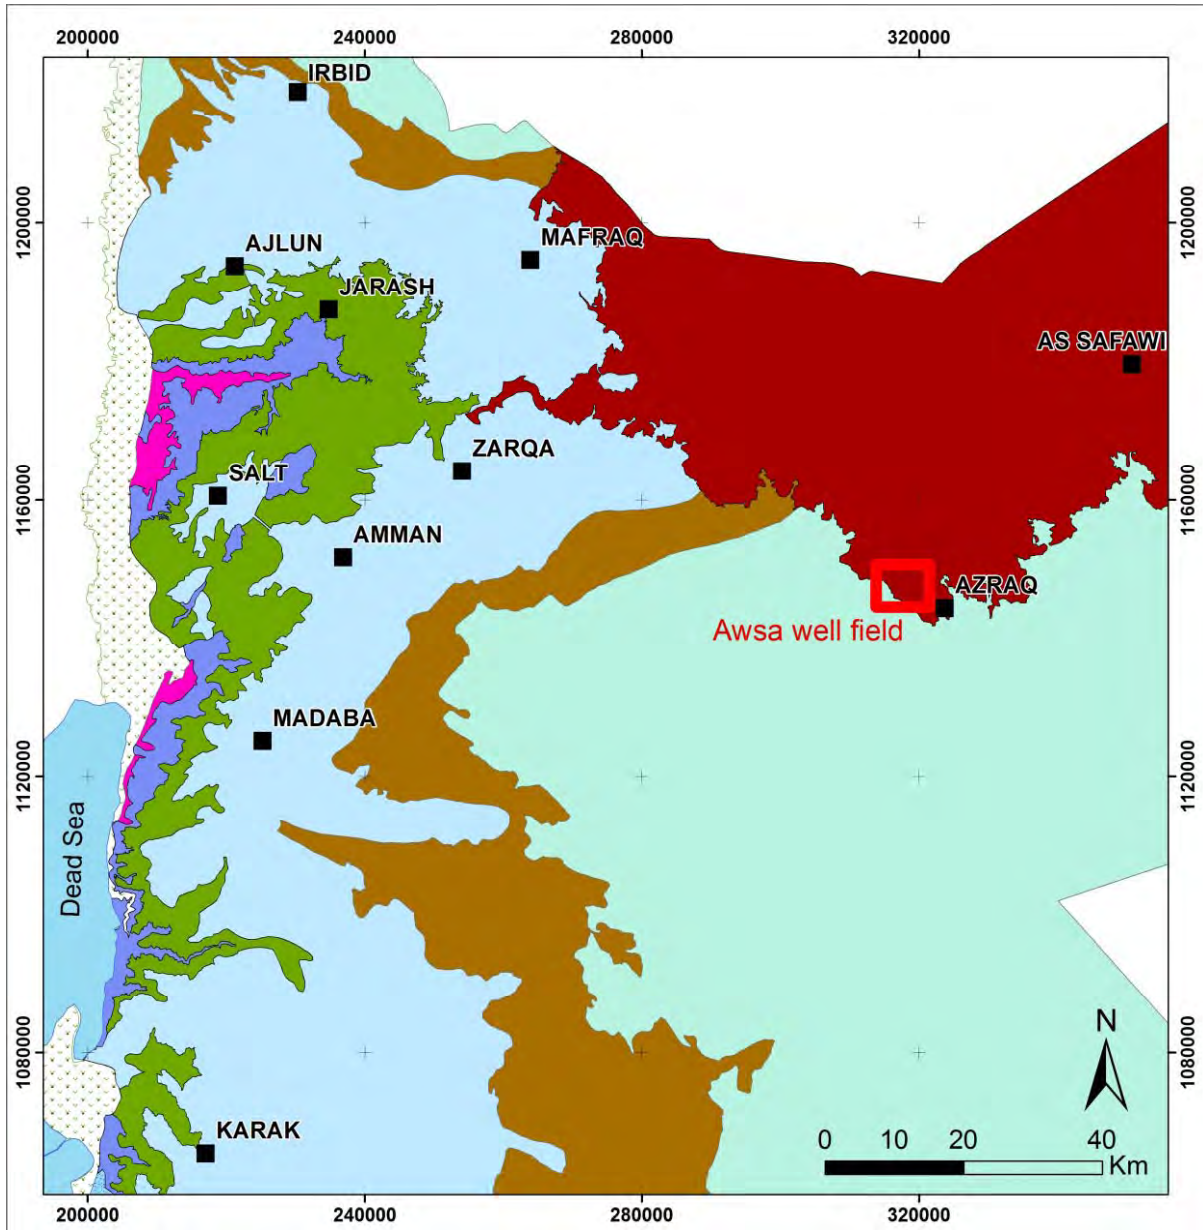 200000 240000 280000 320000
IRBID
1200000 1200000
AJLUN
MAFRAQ
JARASH
AS SAFAWI
ZARQA
SALT
1160000 1160000
AMMAN
AZRAQ
Awsa well field
MADABA
1120000 1120000
Dead Sea
N
1080000 1080000
KARAK
0 10 20 40
Km
200000 240000 280000 320000